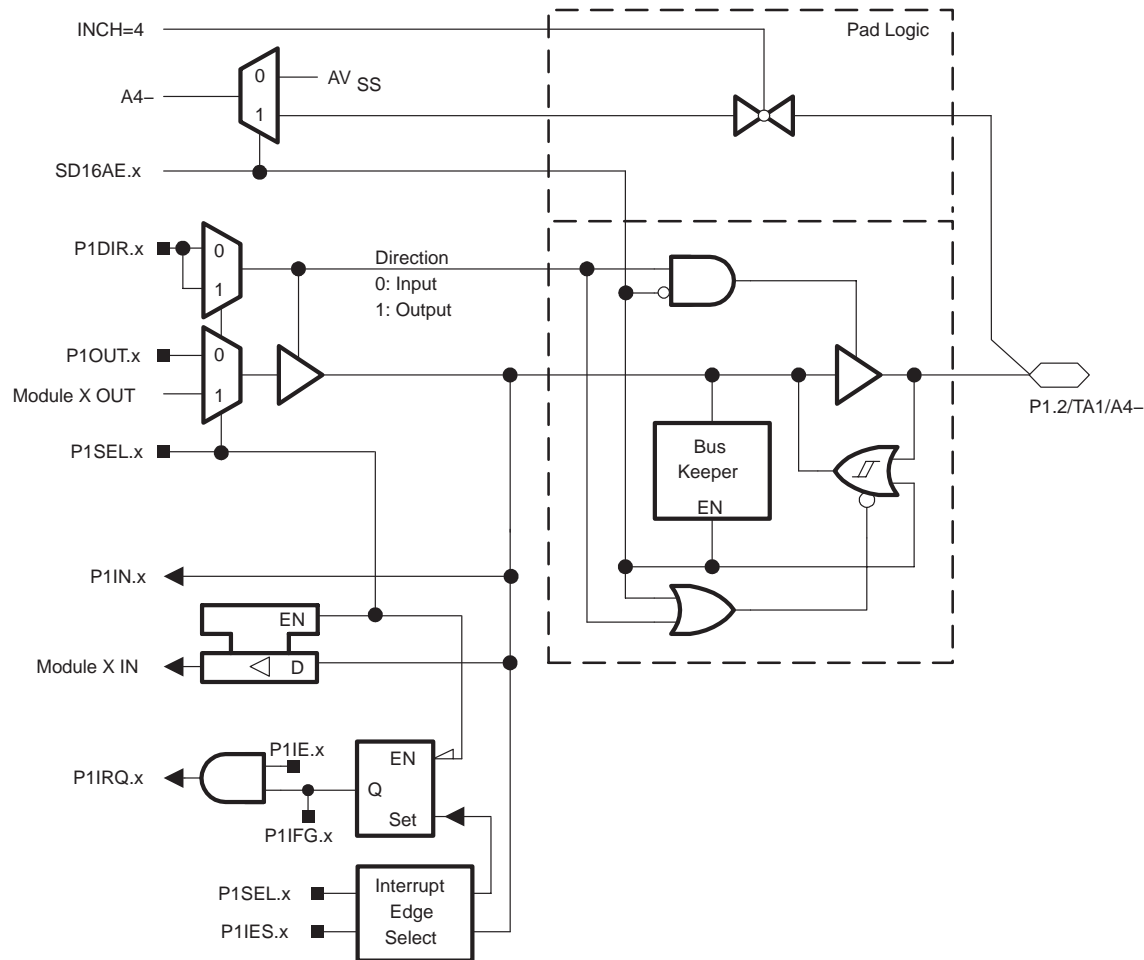 INCH=4
Pad Logic
0
AV SS
A4−
1
SD16AE.x
P1DIR.x
0
1
Direction
0: Input
1: Output
P1OUT.x
0
Module X OUT
1
P1.2/TA1/A4−
P1SEL.x
Bus
Keeper
EN
P1IN.x
EN
Module X IN
D
P1IE.x
EN
P1IRQ.x
Q
Set
P1IFG.x
P1SEL.x
Interrupt
Edge
Select
P1IES.x